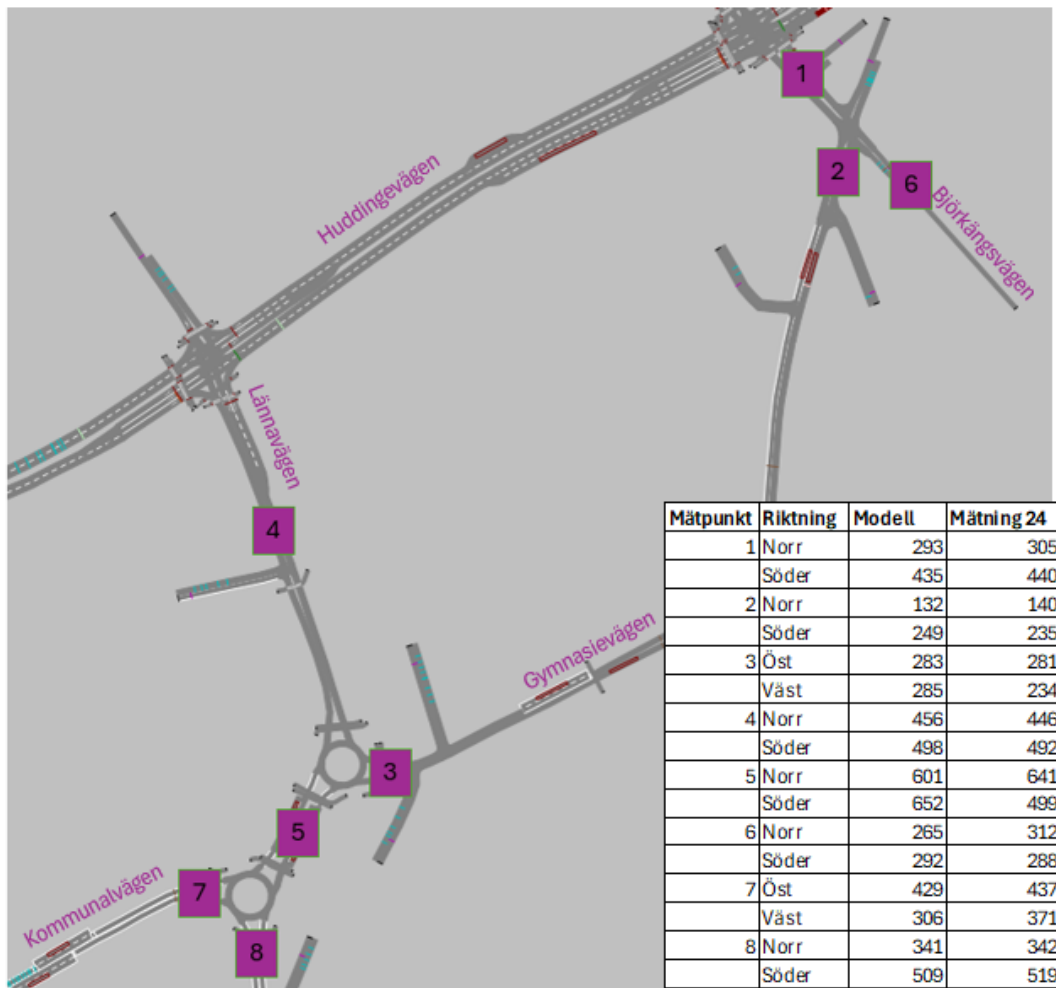 1
2
6
Huddingevägen
Björkängsvägen
Lännavägen
4
Gymnasievägen
3
5
7
Kommunalvägen
8
Mätpunkt Riktning Modell Mätning 24
1 Norr 293 305
Söder 435 440
2 Norr 132 140
Söder 249 235
3 Öst 283 281
Väst 285 234
4 Norr 456 446
Söder 498 492
5 Norr 601 641
Söder 652 499
6 Norr 265 312
Söder 292 288
7 Öst 429 437
Väst 306 371
8 Norr 341 342
Söder 509 519